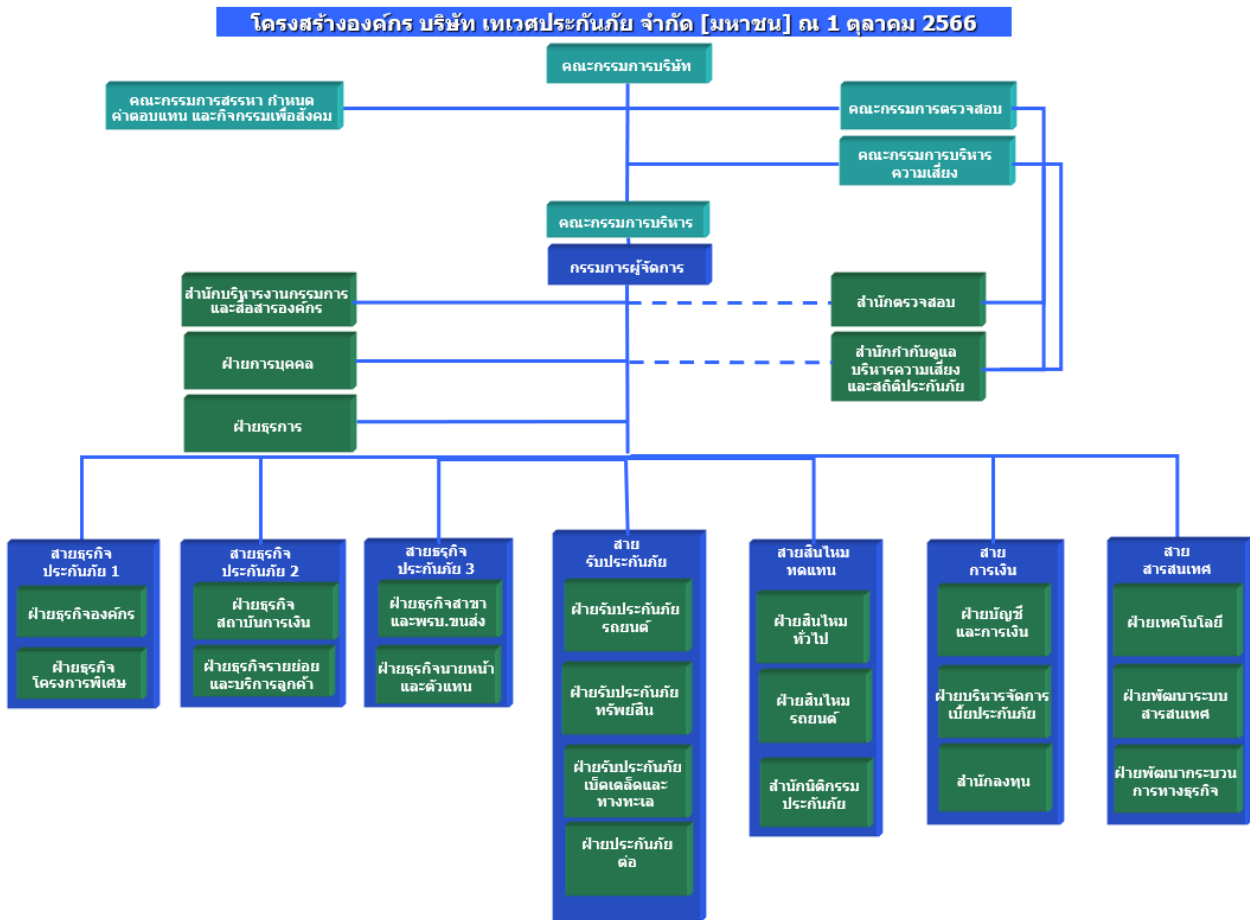 โครงสร้างองค์กร บริษัท เทเวศประกันภัย จำกัด [มหาชน] ณ 1 ตุลาคม 2566
คณะกรรมการบริษัท
คณะกรรมการสรรหา กำหนด
ค่าตอบแทน และกิจกรรมเพื่อสังคม
คณะกรรมการตรวจสอบ
คณะกรรมการบริหาร
ความเสี่ยง
คณะกรรมการบริหาร
กรรมการผู้จัดการ
สำนักบริหารงานกรรมการ
และสื่อสารองค์กร
สำนักตรวจสอบ
ฝ่ายการบุคคล
สำนักกำกับดูแล
บริหารความเสี่ยง
และสถิติประกันภัย
ฝ่ายธุรการ
สายธุรกิจ
ประกันภัย 1
ฝ่ายธุรกิจองค์กร
ฝ่ายธุรกิจ
โครงการพิเศษ
สายธุรกิจ
ประกันภัย 2
ฝ่ายธุรกิจ
สถาบันการเงิน
ฝ่ายธุรกิจรายย่อย
และบริการลูกค้า
สายธุรกิจ
ประกันภัย 3
ฝ่ายธุรกิจสาขา
และพรบ.ขนส่ง
ฝ่ายธุรกิจนายหน้า
และตัวแทน
สาย
รับประกันภัย
ฝ่ายรับประกันภัย
รถยนต์
ฝ่ายรับประกันภัย
ทรัพย์สิน
ฝ่ายรับประกันภัย
เบ็ดเตล็ดและ
ทางทะเล
ฝ่ายประกันภัย
ต่อ
สายสินไหม
ทดแทน
ฝ่ายสินไหม
ทั่วไป
ฝ่ายสินไหม
รถยนต์
สำนักนิติกรรม
ประกันภัย
สาย
การเงิน
ฝ่ายบัญชี
และการเงิน
ฝ่ายบริหารจัดการ
เบี้ยประกันภัย
สำนักลงทุน
สาย
สารสนเทศ
ฝ่ายเทคโนโลยี
ฝ่ายพัฒนาระบบ
สารสนเทศ
ฝ่ายพัฒนากระบวน
การทางธุรกิจ